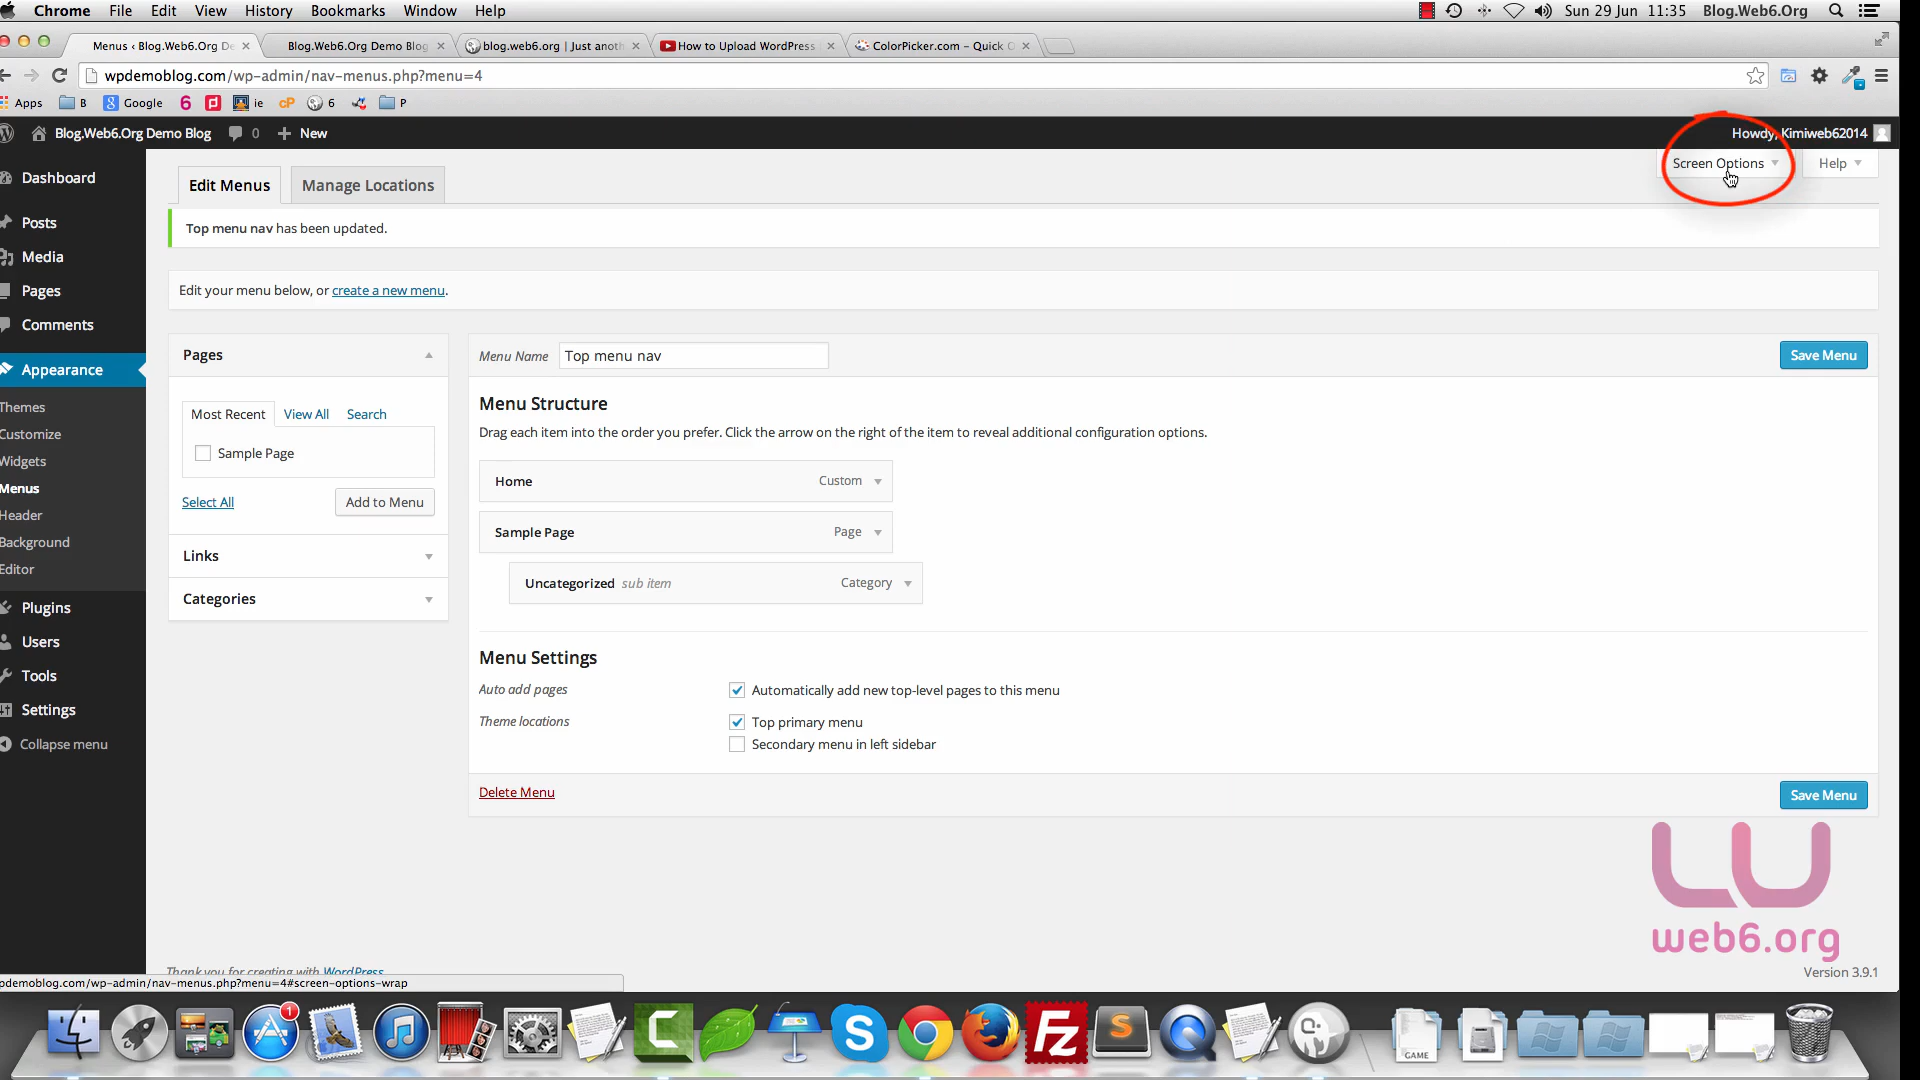 Chrome File Edit View History Bookmarks Window Help Sun 29 Jun 11:35 Blog.Web6.Org
Menus ‹ Blog.Web6.Org De Blog.Web6.Org Demo Blog blog.web6.org | Just anoth How to Upload WordPress ColorPicker.com – Quick O
wpdemoblog.com/wp-admin/nav-menus.php?menu=4
Apps B Google 6 ie cP 6 P
Blog.Web6.Org Demo Blog 0 New Howdy, Kimiweb62014
Screen Options Help
Dashboard
Posts
Media
Pages
Comments
Appearance
Themes
Customize
Widgets
Menus
Header
Background
Editor
Plugins
Users
Tools
Settings
Collapse menu
Edit Menus Manage Locations
Top menu nav has been updated.
Edit your menu below, or create a new menu.
Pages
Most Recent View All Search
Sample Page
Select All Add to Menu
Links
Categories
Menu Name Top menu nav Save Menu
Menu Structure
Drag each item into the order you prefer. Click the arrow on the right of the item to reveal additional configuration options.
Home Custom
Sample Page Page
Uncategorized sub item Category
Menu Settings
Auto add pages Automatically add new top-level pages to this menu
Theme locations Top primary menu
Secondary menu in left sidebar
Delete Menu Save Menu
web6.org
Thank you for creating with WordPress
Version 3.9.1
pdemoblog.com/wp-admin/nav-menus.php?menu=4#screen-options-wrap
1
C S Fz S GAME